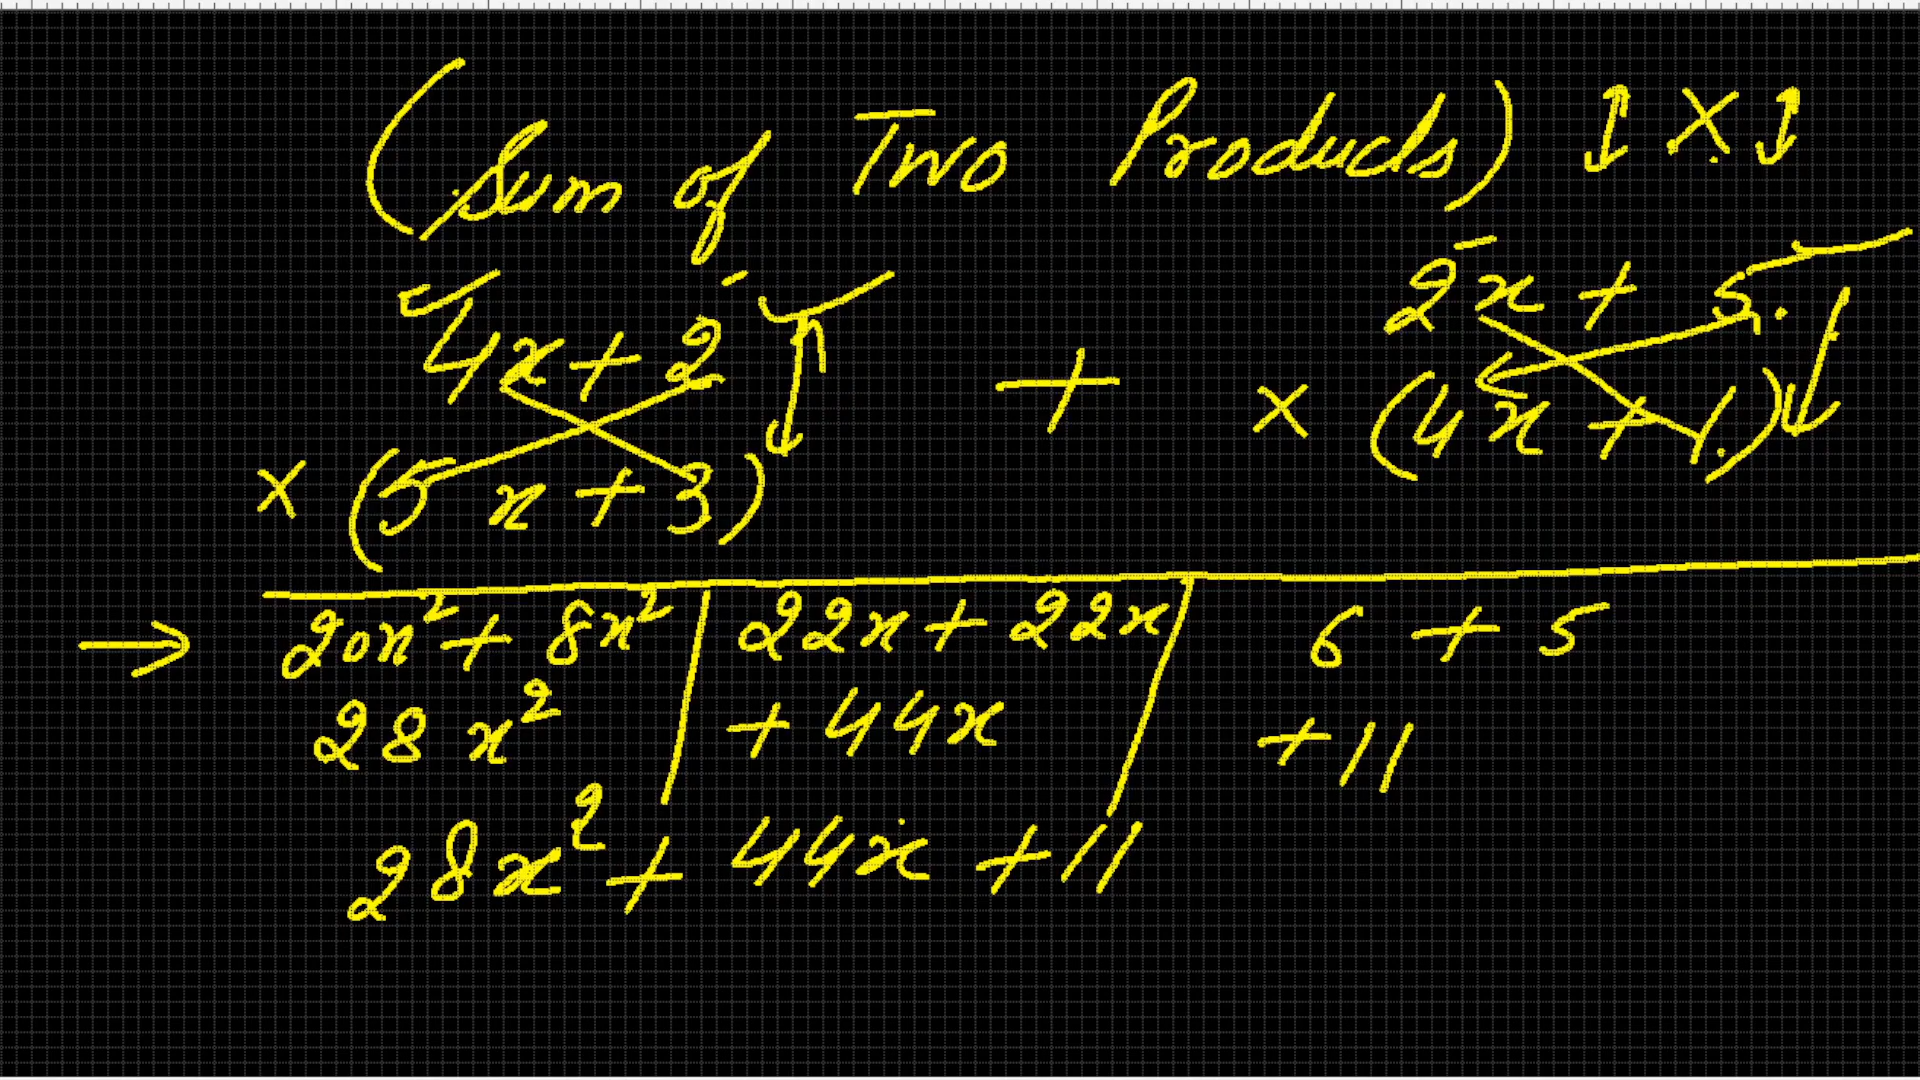 (Sum of Two Products) ↕ × ↕
4x + 2 + 2x + 5
× (5x + 3) × (4x + 1)
→ 20x² + 8x² | 22x + 22x | 6 + 5
28x² | + 44x | + 11
28x² + 44x + 11